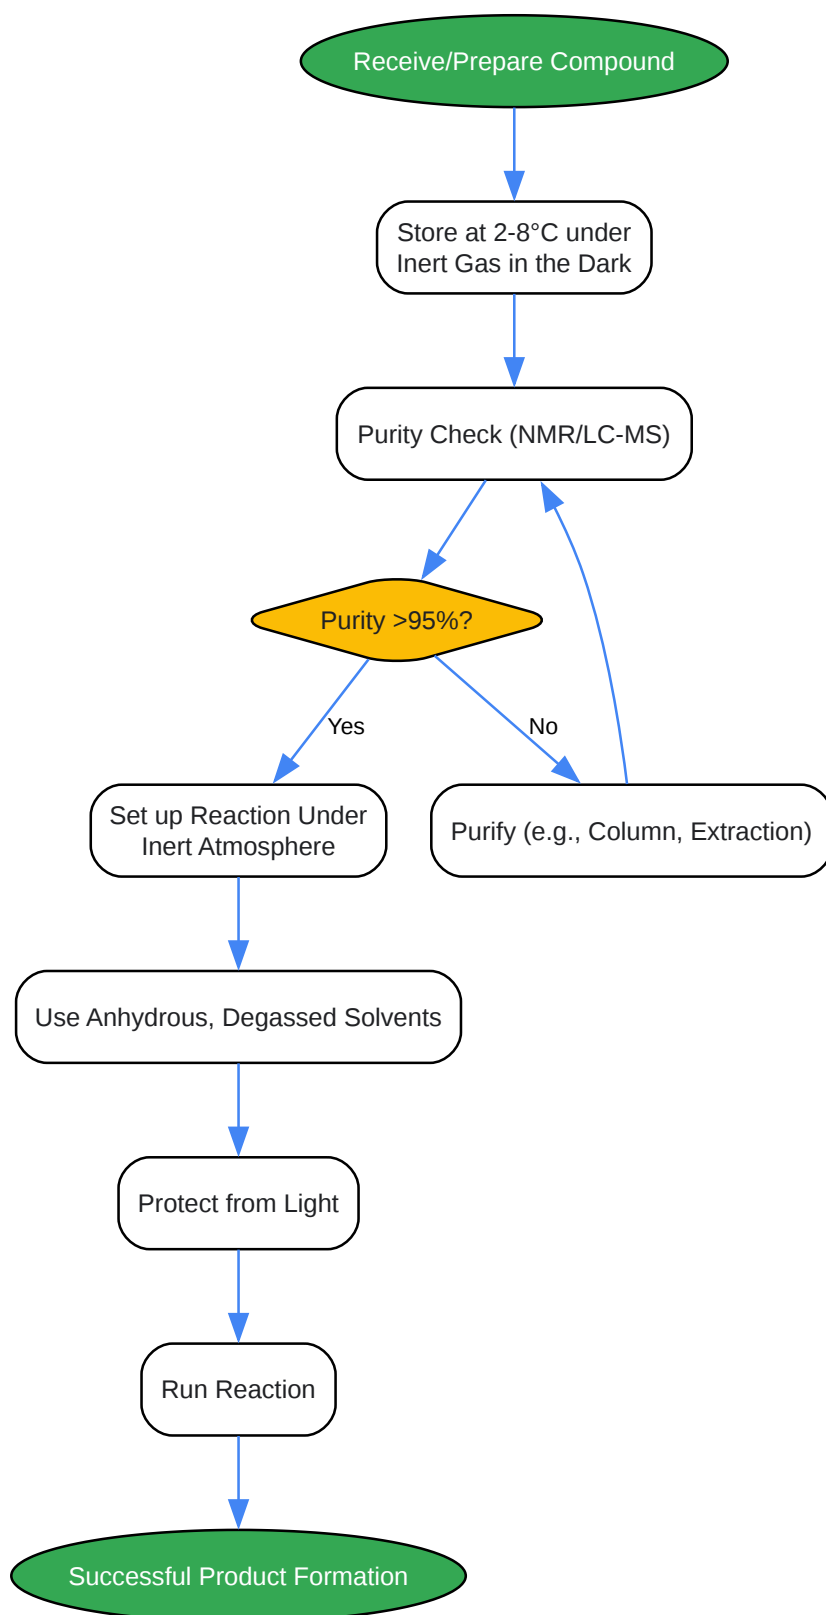 Receive/Prepare Compound
Store at 2-8°C under
Inert Gas in the Dark
Purity Check (NMR/LC-MS)
Purity >95%?
Yes
No
Set up Reaction Under
Inert Atmosphere
Purify (e.g., Column, Extraction)
Use Anhydrous, Degassed Solvents
Protect from Light
Run Reaction
Successful Product Formation